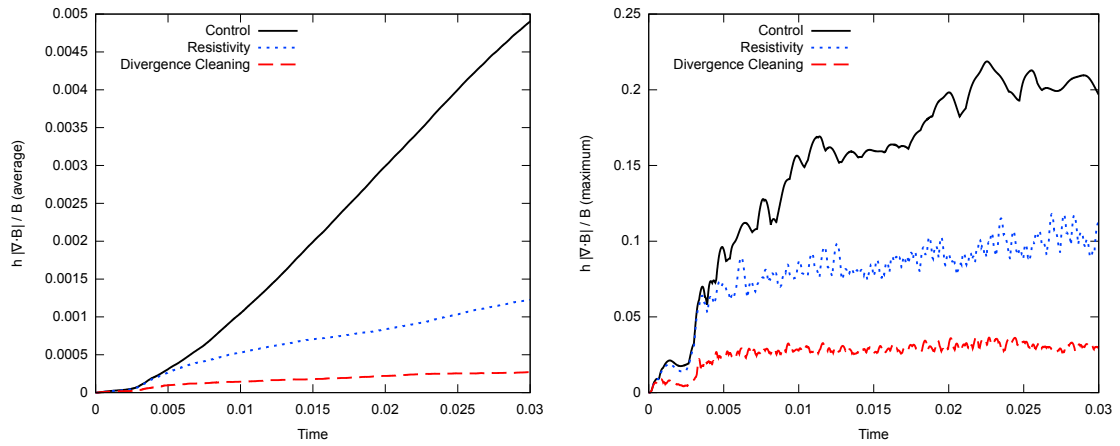 Control
Resistivity
Divergence Cleaning
h |∇·B| / B (average)
0.005
0.0045
0.004
0.0035
0.003
0.0025
0.002
0.0015
0.001
0.0005
0
0 0.005 0.01 0.015 0.02 0.025 0.03
Time
Control
Resistivity
Divergence Cleaning
h |∇·B| / B (maximum)
0.25
0.2
0.15
0.1
0.05
0
0 0.005 0.01 0.015 0.02 0.025 0.03
Time